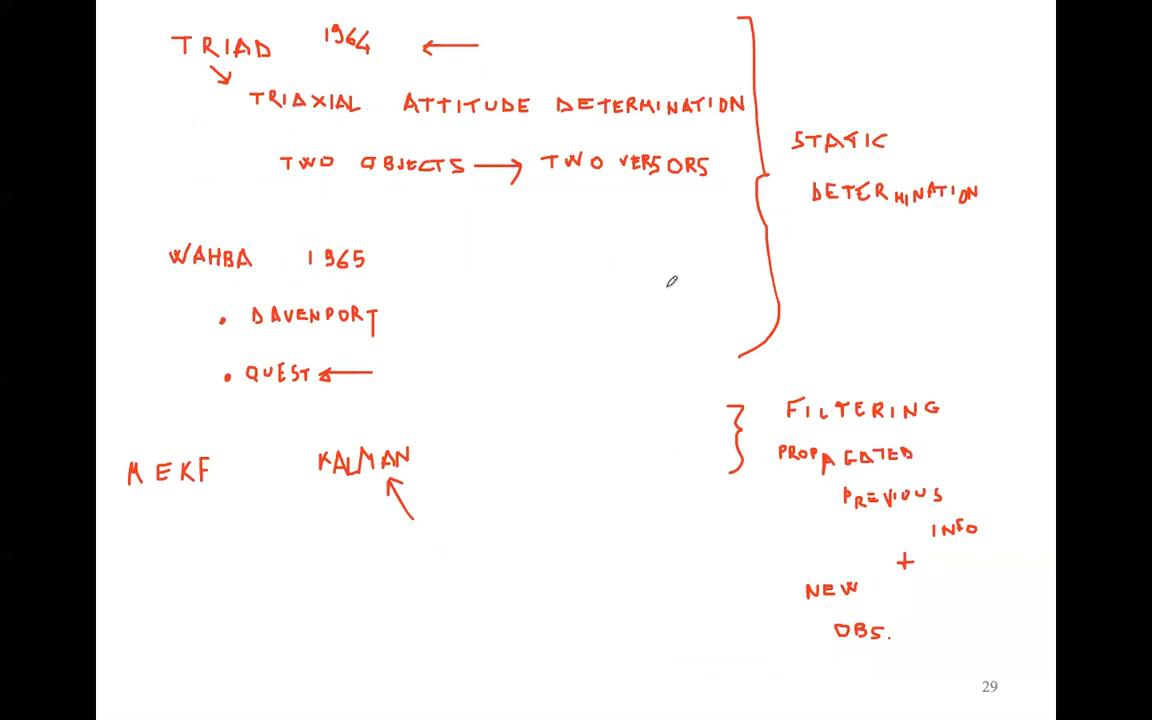 TRIAD 1964 ←
TRIAXIAL ATTITUDE DETERMINATION
TWO OBJECTS → TWO VERSORS
STATIC
DETERMINATION
WAHBA 1965
• DAVENPORT
• QUEST ←
MEKF KALMAN
FILTERING
PROPAGATED
PREVIOUS
INFO
+
NEW
OBS.
29